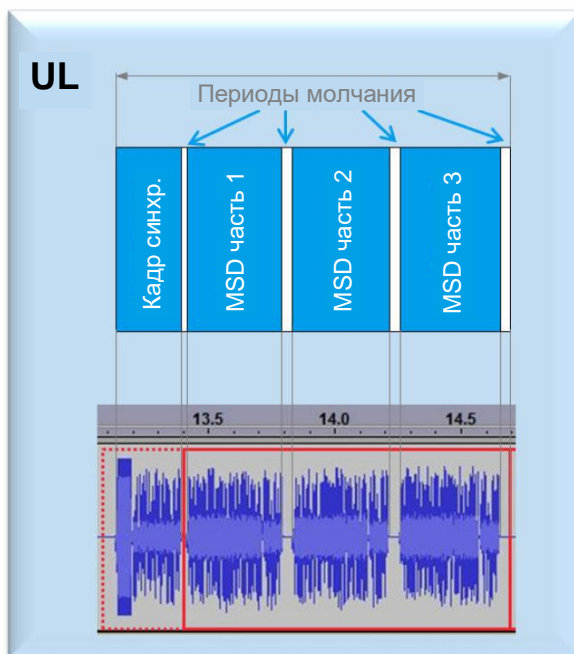 UL
Периоды молчания
Кадр синхр.
MSD часть 1
MSD часть 2
MSD часть 3
13.5 14.0 14.5